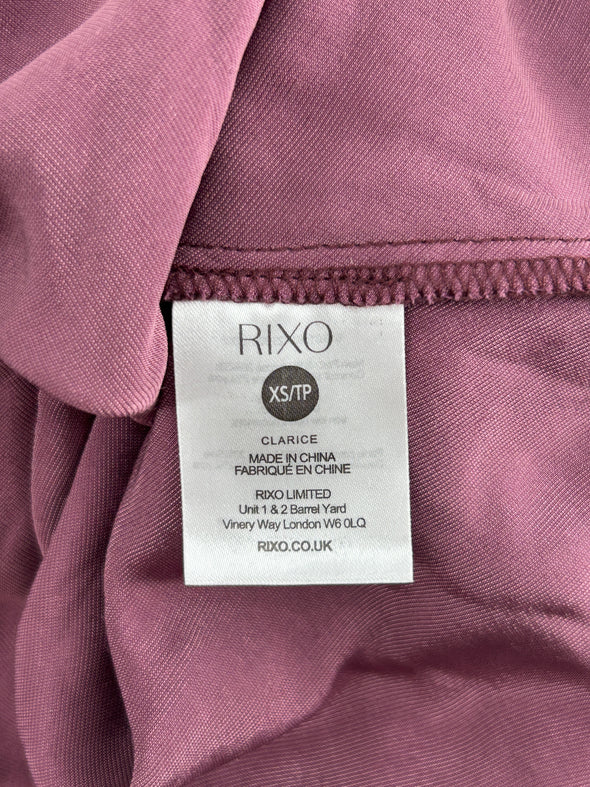 RIXO
XS/TP
CLARICE
MADE IN CHINA
FABRIQUÉ EN CHINE
RIXO LIMITED
Unit 1 & 2 Barrel Yard
Vinery Way London W6 0LQ
RIXO.CO.UK